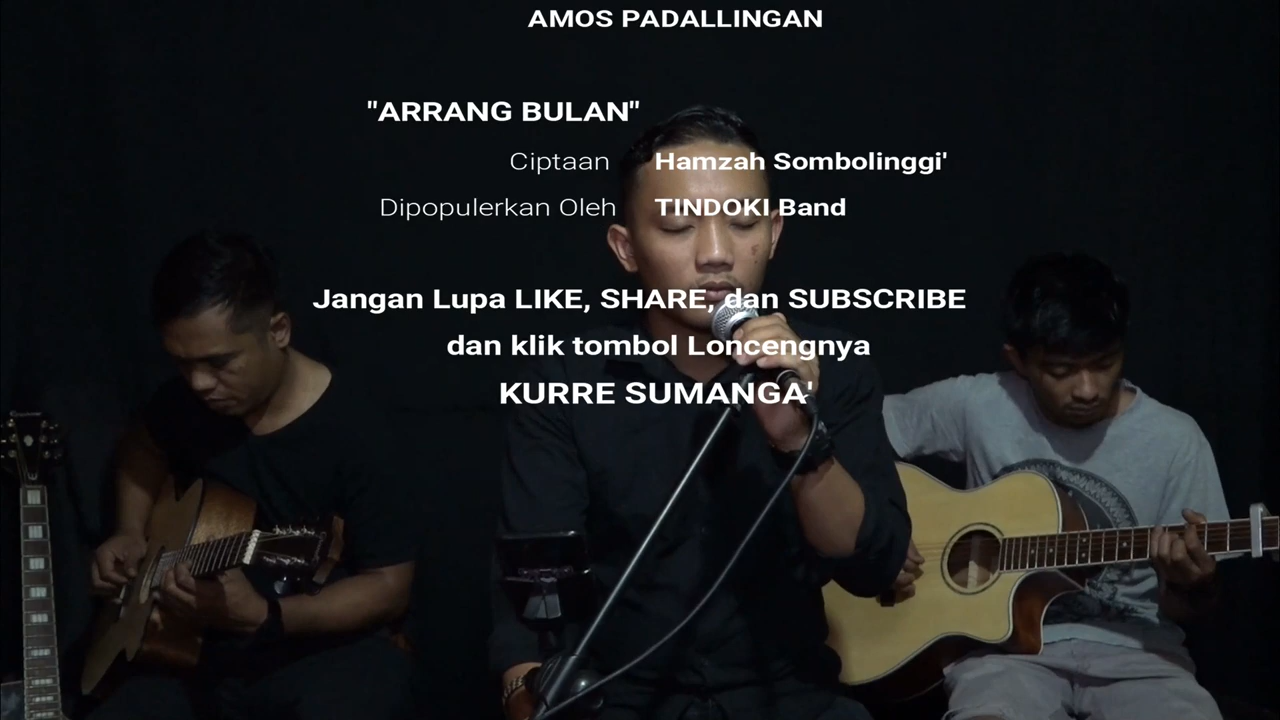 AMOS PADALLINGAN
"ARRANG BULAN"
Ciptaan Hamzah Sombolinggi'
Dipopulerkan Oleh TINDOKI Band
Jangan Lupa LIKE, SHARE, dan SUBSCRIBE
dan klik tombol Loncengnya
KURRE SUMANGA'